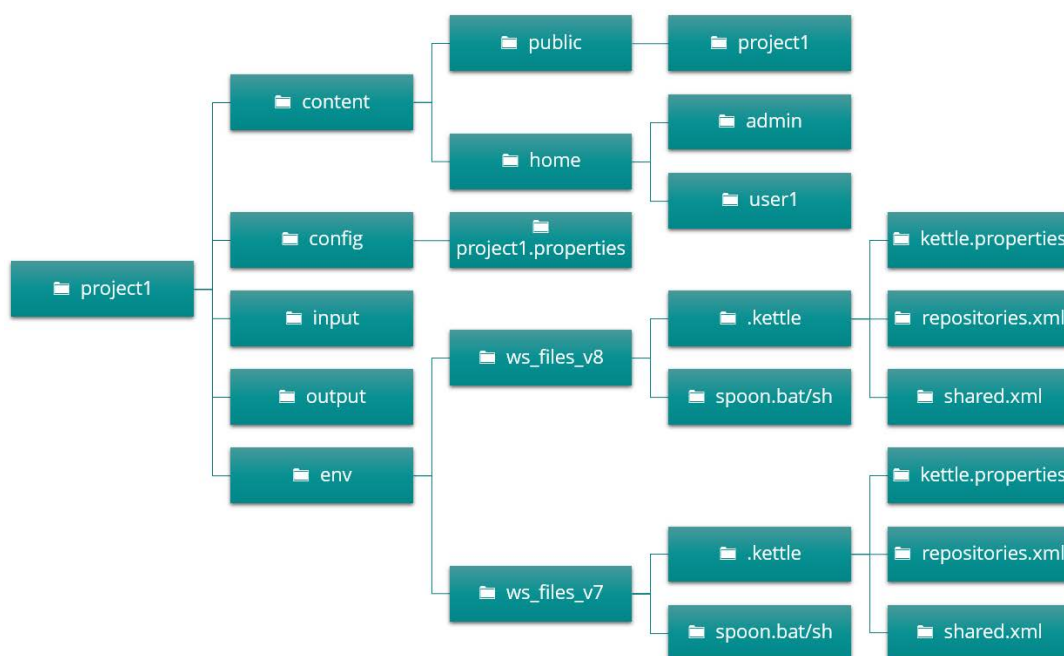 project1
content
public
project1
home
admin
user1
config
project1.properties
input
output
env
ws_files_v8
.kettle
kettle.properties
repositories.xml
shared.xml
spoon.bat/sh
ws_files_v7
.kettle
kettle.properties
repositories.xml
shared.xml
spoon.bat/sh